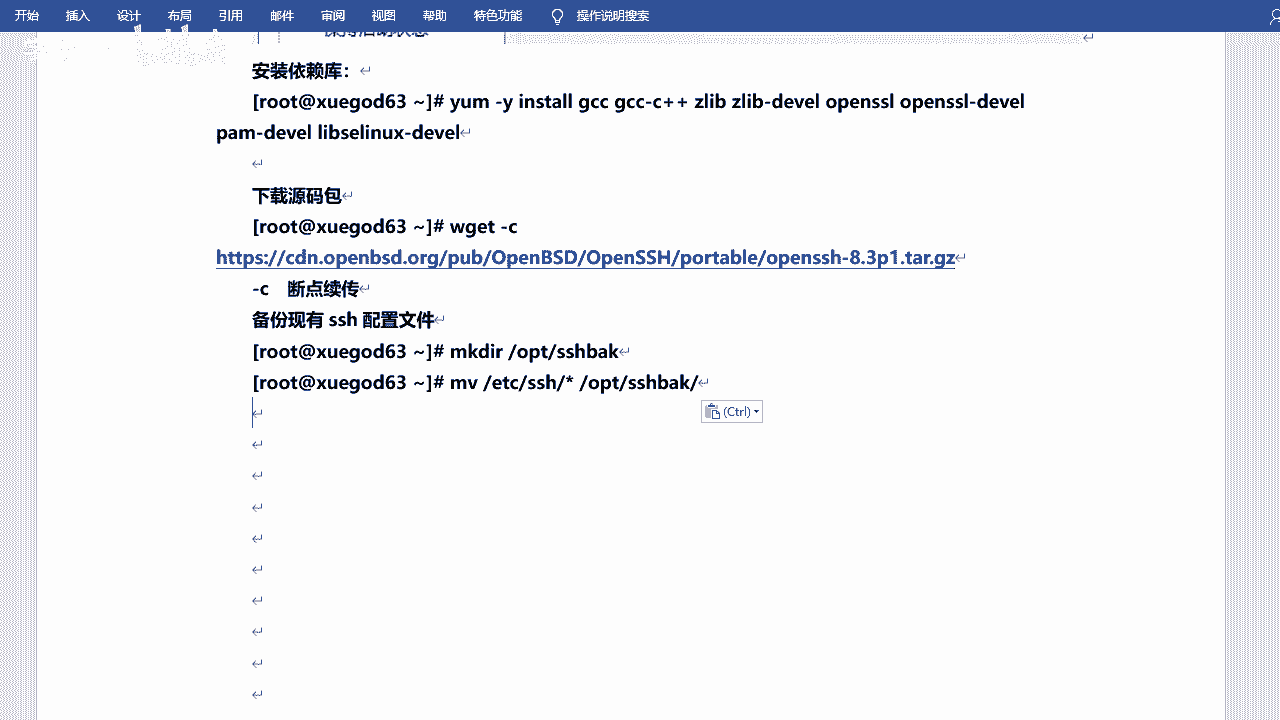 开始 插入 设计 布局 引用 邮件 审阅 视图 帮助 特色功能 操作说明搜索
安装依赖库：
[root@xuegod63 ~]# yum -y install gcc gcc-c++ zlib zlib-devel openssl openssl-devel
pam-devel libselinux-devel
下载源码包
[root@xuegod63 ~]# wget -c
https://cdn.openbsd.org/pub/OpenBSD/OpenSSH/portable/openssh-8.3p1.tar.gz
-c 断点续传
备份现有 ssh 配置文件
[root@xuegod63 ~]# mkdir /opt/sshbak
[root@xuegod63 ~]# mv /etc/ssh/* /opt/sshbak/
(Ctrl)